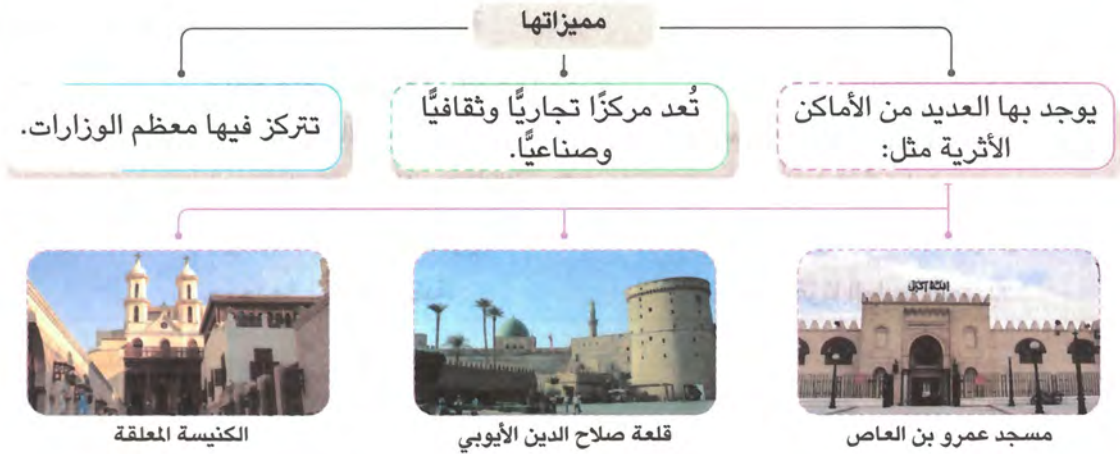 مميزاتها
يوجد بها العديد من الأماكن
الأثرية مثل:
تُعد مركزًا تجاريًّا وثقافيًّا
وصناعيًّا.
تتركز فيها معظم الوزارات.
مسجد عمرو بن العاص
قلعة صلاح الدين الأيوبي
الكنيسة المعلقة